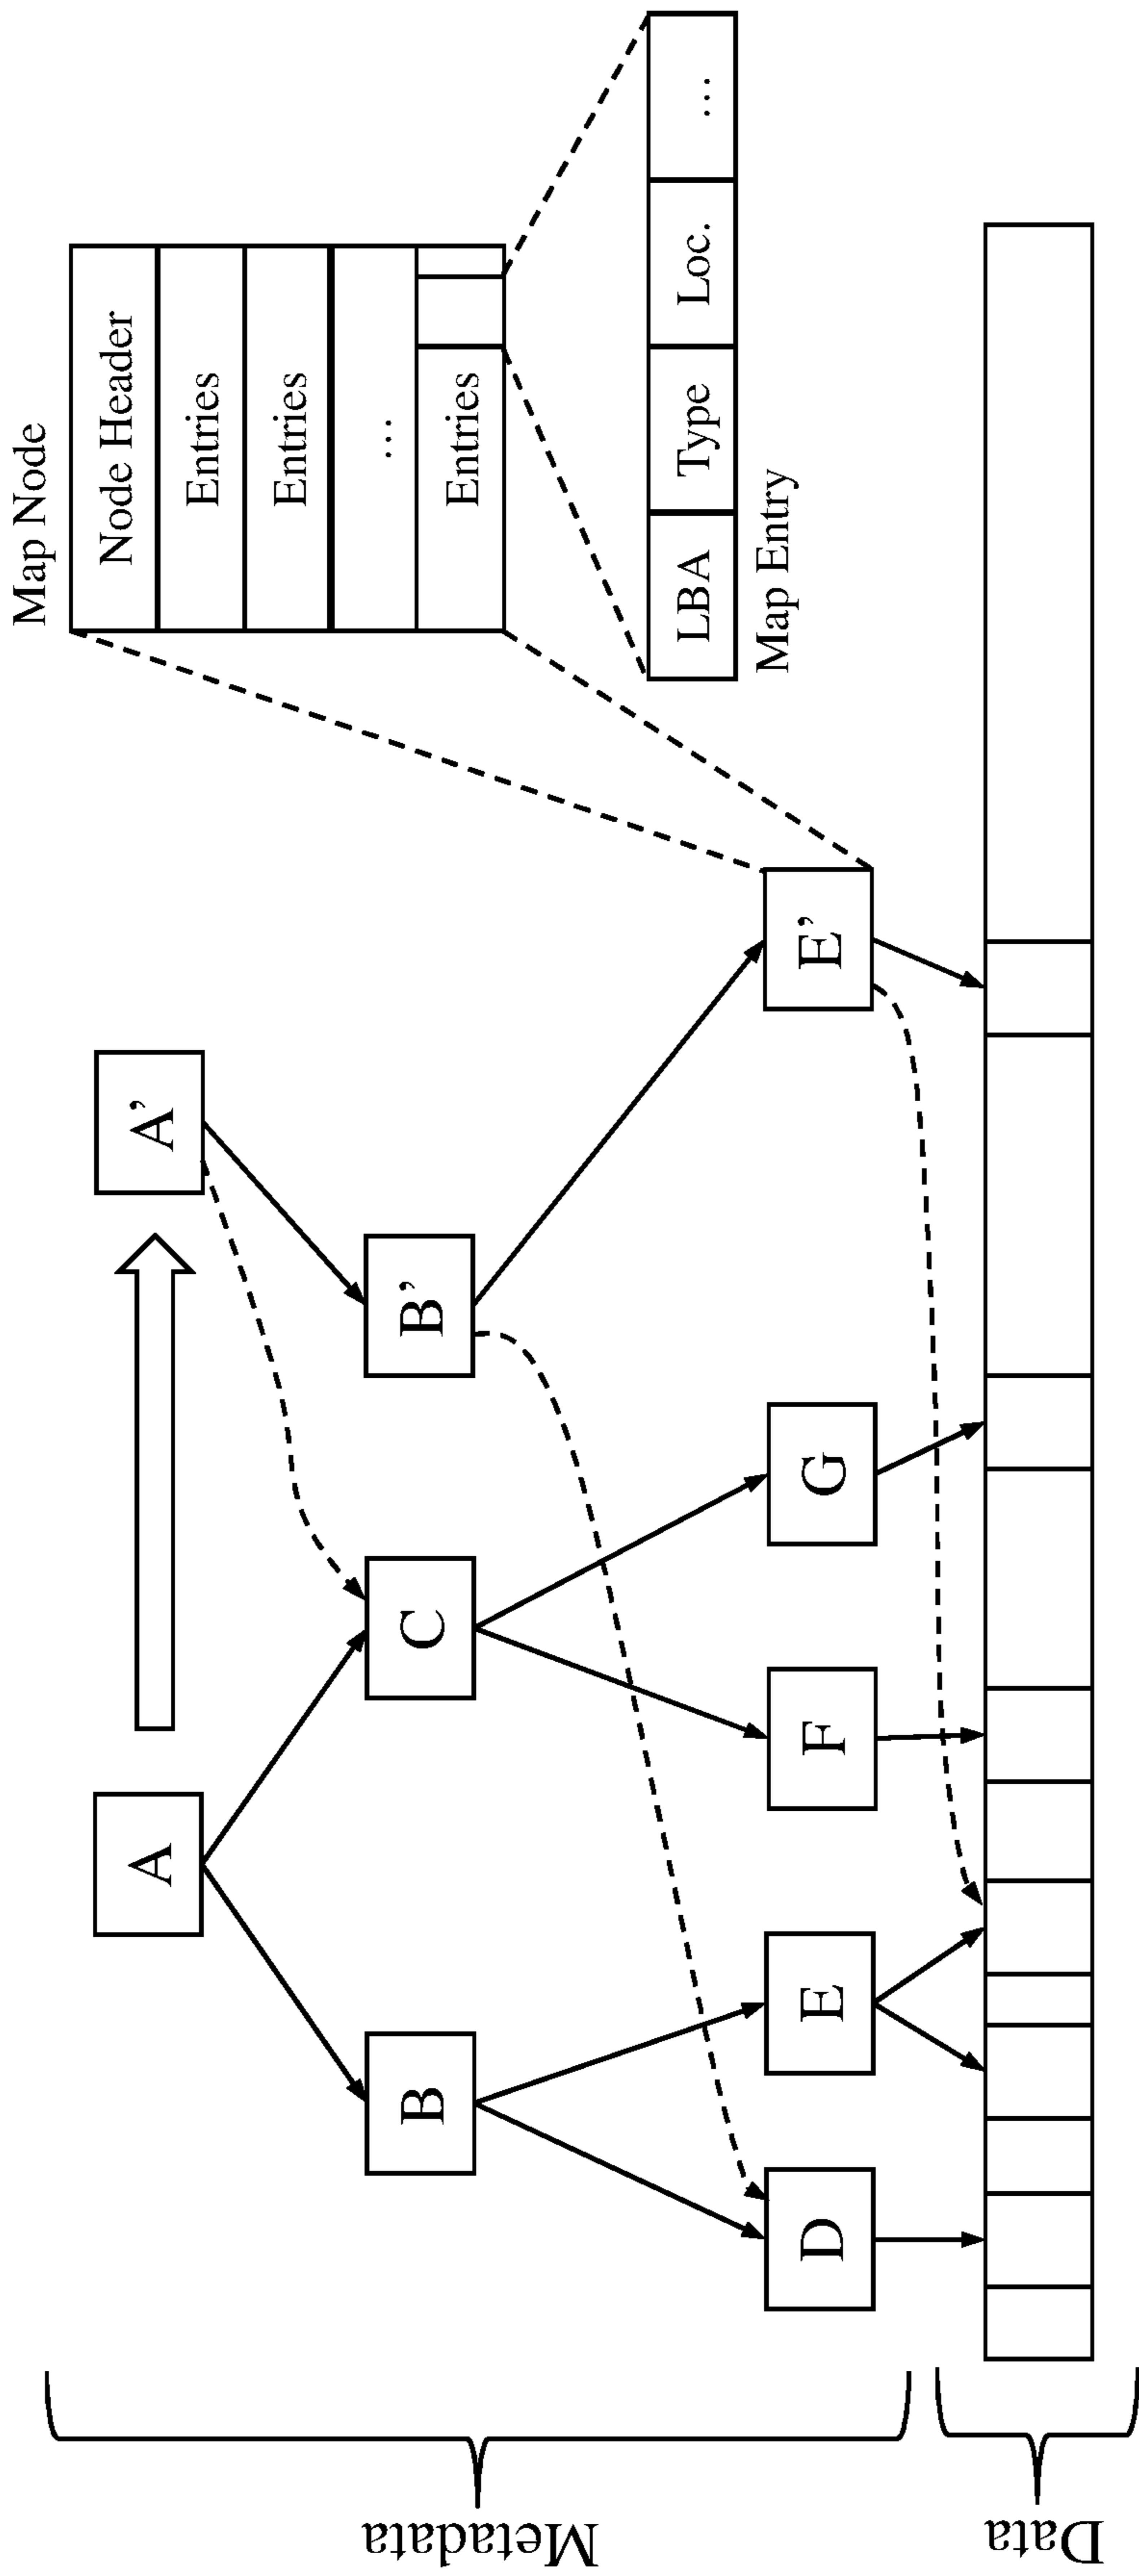 Map Node
Node Header
Entries
Entries
...
Entries
LBA
Type
Loc.
...
Map Entry
A
A’
B
C
B’
D
E
F
G
E’
Metadata
Data